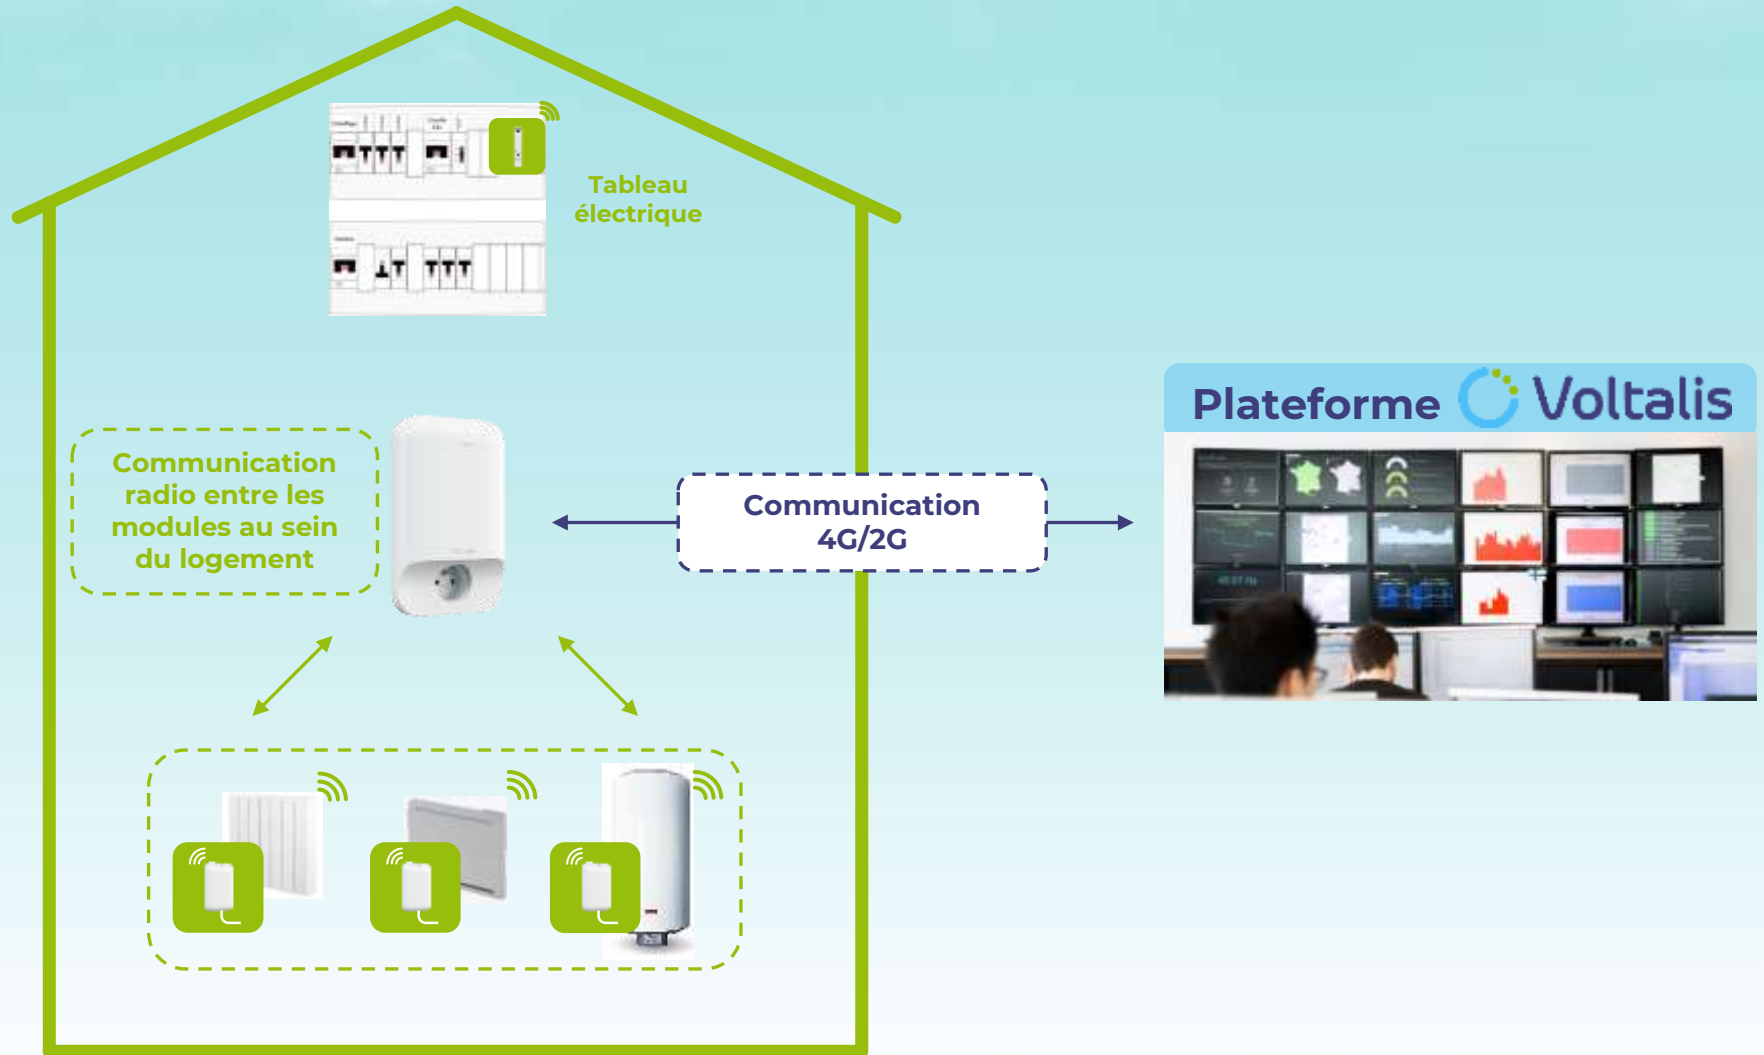 Tableau
électrique
Communication
radio entre les
modules au sein
du logement
Communication
4G/2G
Plateforme Voltalis